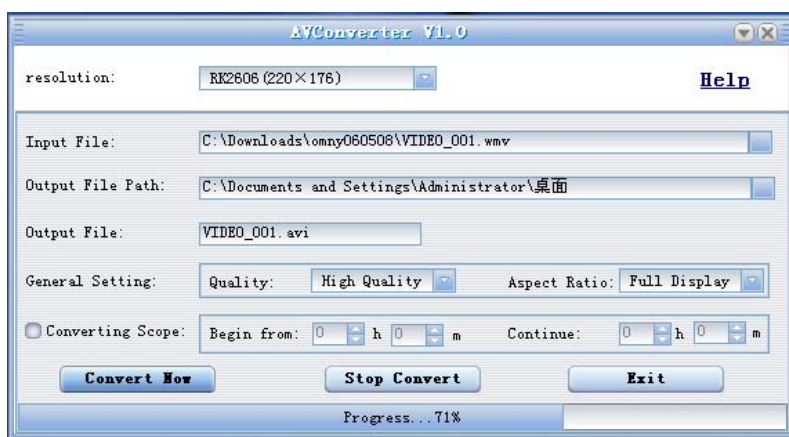 AVConverter V1.0
resolution: RK2606(220×176) Help
Input File: C:\Downloads\omny060508\VIDEO_001.wmv
Output File Path: C:\Documents and Settings\Administrator\桌面
Output File: VIDEO_001.avi
General Setting: Quality: High Quality Aspect Ratio: Full Display
Converting Scope: Begin from: 0 h 0 m Continue: 0 h 0 m
Convert Now Stop Convert Exit
Progress...71%